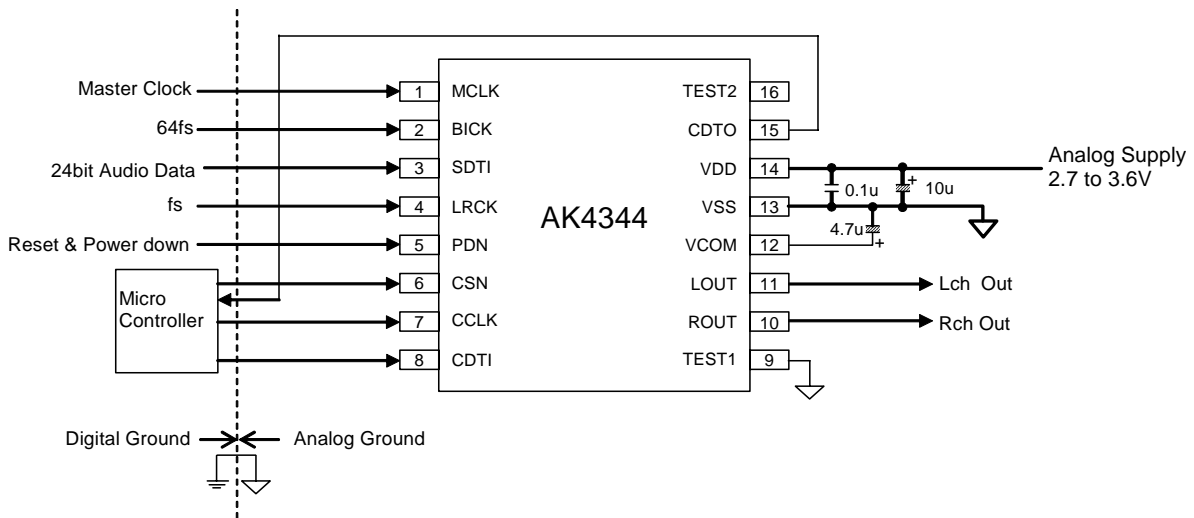 Master Clock
64fs
24bit Audio Data
fs
Reset & Power down
Micro
Controller
1 MCLK
2 BICK
3 SDTI
4 LRCK
5 PDN
6 CSN
7 CCLK
8 CDTI
AK4344
TEST2 16
CDTO 15
VDD 14
VSS 13
VCOM 12
LOUT 11
ROUT 10
TEST1 9
0.1u
+
10u
4.7u
+
Analog Supply
2.7 to 3.6V
Lch Out
Rch Out
Digital Ground
Analog Ground